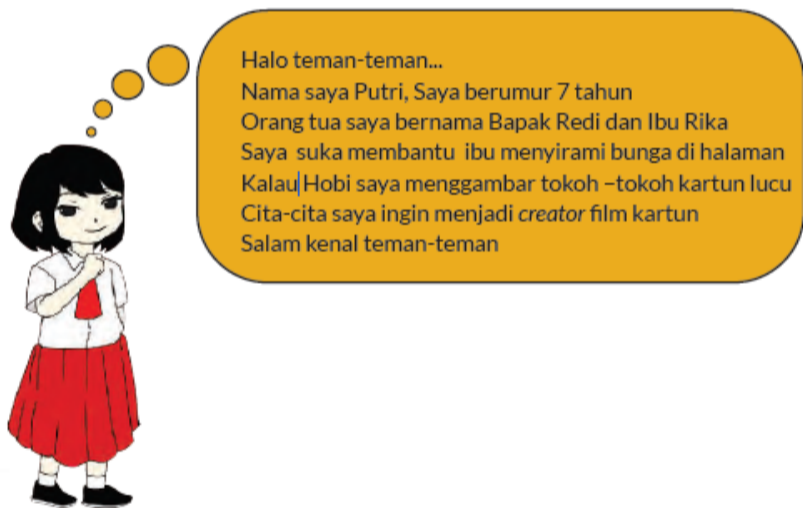 Halo teman-teman...
Nama saya Putri, Saya berumur 7 tahun
Orang tua saya bernama Bapak Redi dan Ibu Rika
Saya suka membantu ibu menyirami bunga di halaman
Kalau Hobi saya menggambar tokoh –tokoh kartun lucu
Cita-cita saya ingin menjadi creator film kartun
Salam kenal teman-teman